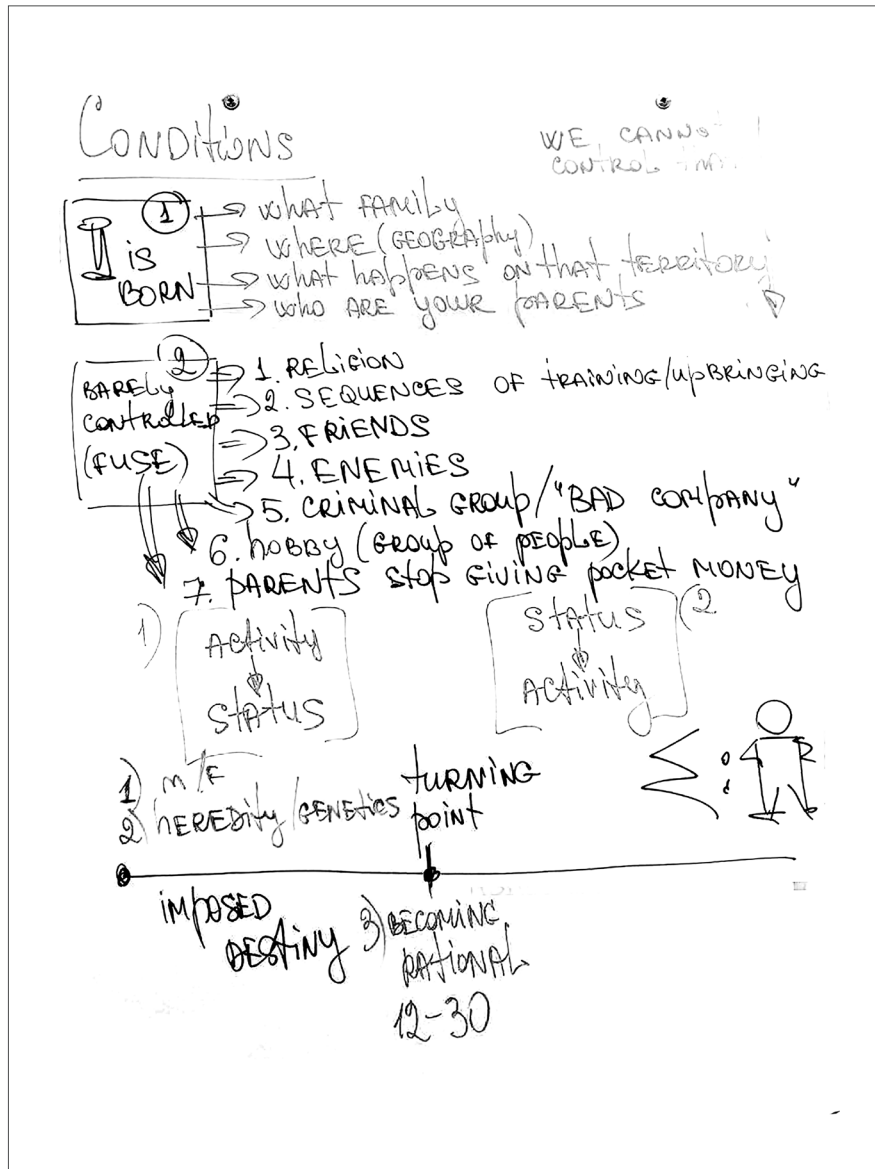 CONDitiONS
WE CANNOT
CONTROL
1
I is BORN
what FAMiLy
WHERE (GEOGRAphy)
what happENS ON that tERRitORy
who ARE yOUR pARENtS
2
BARELy
CONtROLLED
(FUSE)
1. RELiGiON
2. SEQUENCES OF tRAiNiNG/UpBRiNGiNG
3. FRiENDS
4. ENEMiES
5. CRiMiNAL GROUp/"BAD COMpANy"
6. hOBBy (GROUp OF pEOpLE)
7. pARENtS StOp GiViNG pOCKEt MONEy
1)
ACtiVity
StAtUS
StAtUS (2
ACtiVity
1) M/F
2) hEREDity/GENEtiCS
tURNiNG
pOiNt
iMpOSED
DEStiNy
3) BECOMiNG
RAtiONAL
12-30